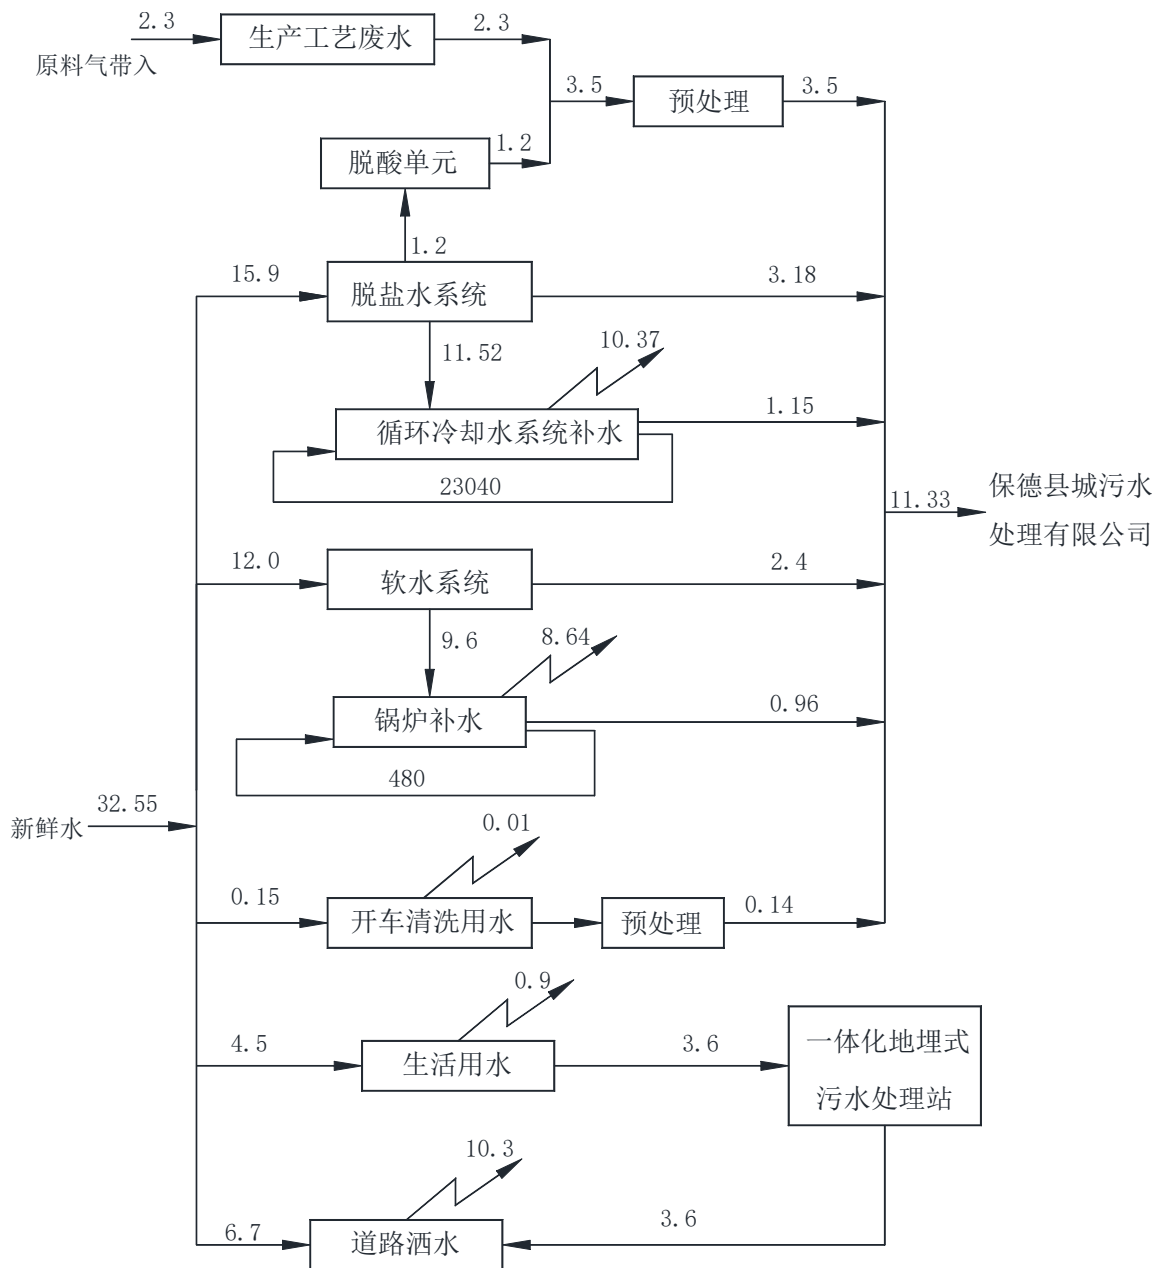 2.3
原料气带入
生产工艺废水
2.3
3.5
预处理
3.5
脱酸单元
1.2
1.2
15.9
脱盐水系统
3.18
11.52
10.37
循环冷却水系统补水
1.15
23040
11.33
保德县城污水
处理有限公司
12.0
软水系统
2.4
9.6
8.64
锅炉补水
0.96
480
新鲜水
32.55
0.01
0.15
开车清洗用水
预处理
0.14
0.9
4.5
生活用水
3.6
一体化地埋式
污水处理站
10.3
6.7
道路洒水
3.6